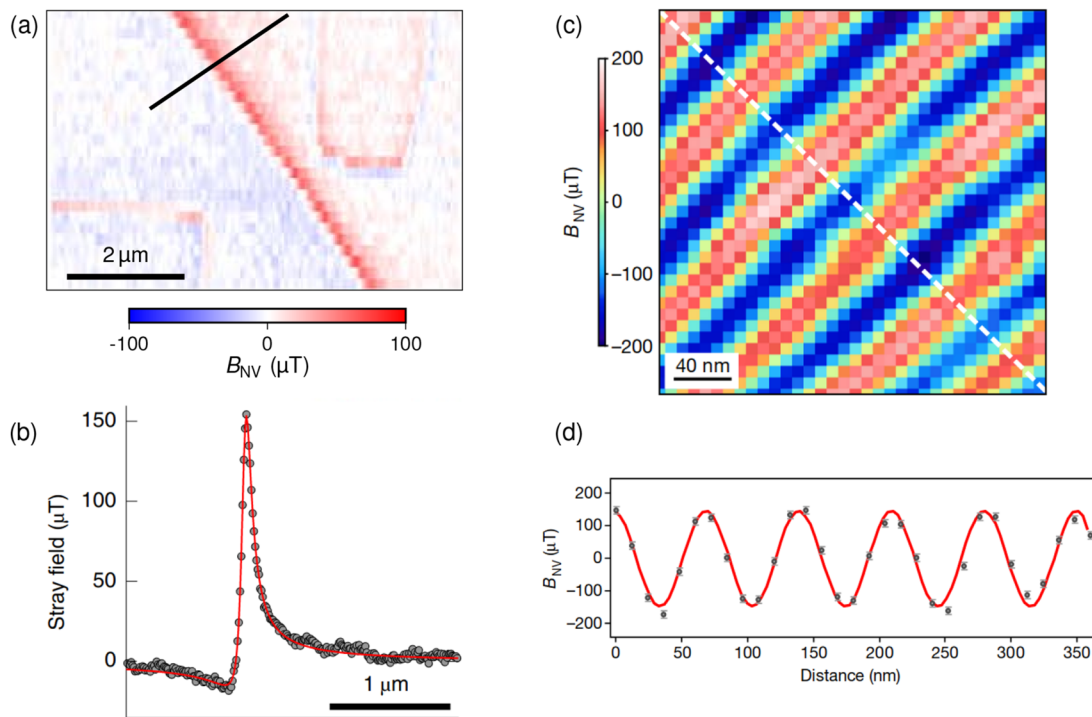 (a)
2 μm
-100 0 100
B_NV (μT)
(b)
150
100
50
0
Stray field (μT)
1 μm
(c)
200
100
0
−100
−200
B_NV (μT)
40 nm
(d)
200
100
0
−100
−200
B_NV (μT)
0 50 100 150 200 250 300 350
Distance (nm)